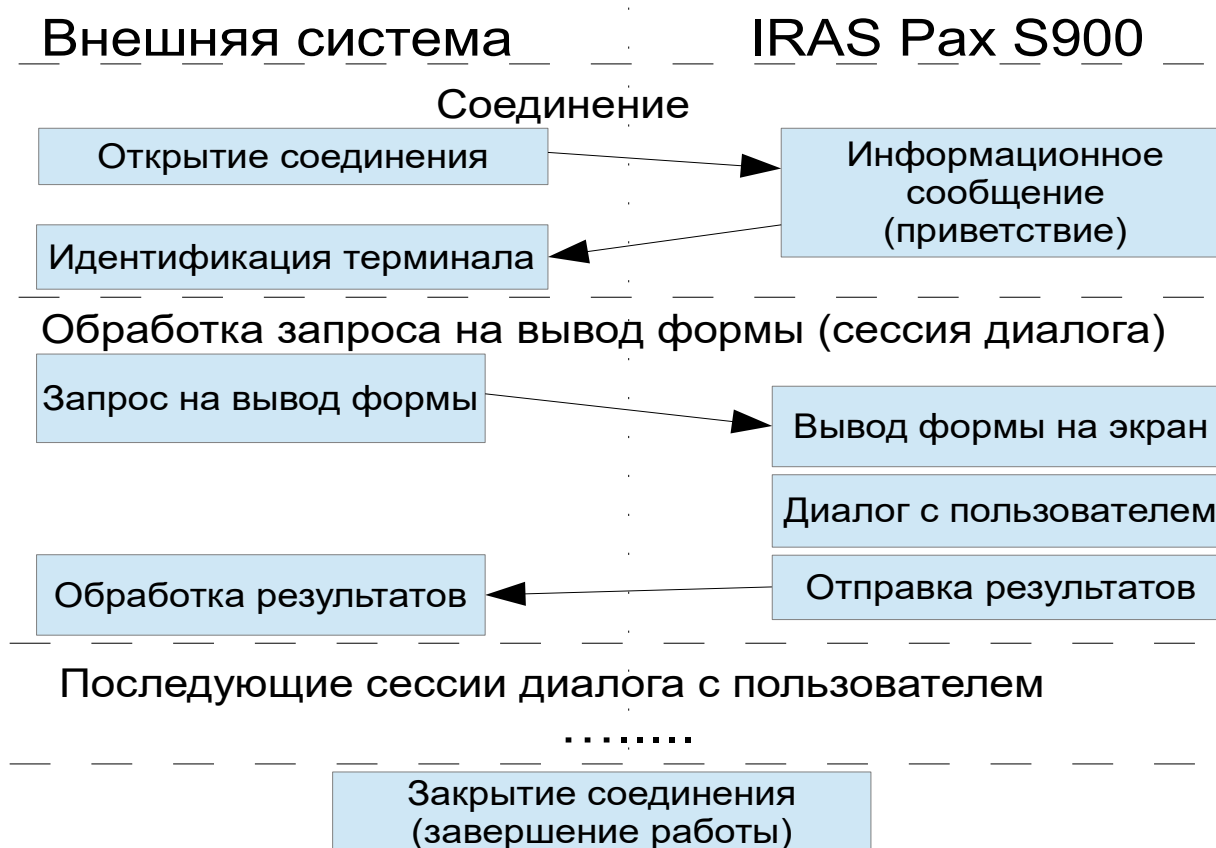 Внешняя система
IRAS Pax S900
Соединение
Открытие соединения
Информационное
сообщение
(приветствие)
Идентификация терминала
Обработка запроса на вывод формы (сессия диалога)
Запрос на вывод формы
Вывод формы на экран
Диалог с пользователем
Отправка результатов
Обработка результатов
Последующие сессии диалога с пользователем
........
Закрытие соединения
(завершение работы)